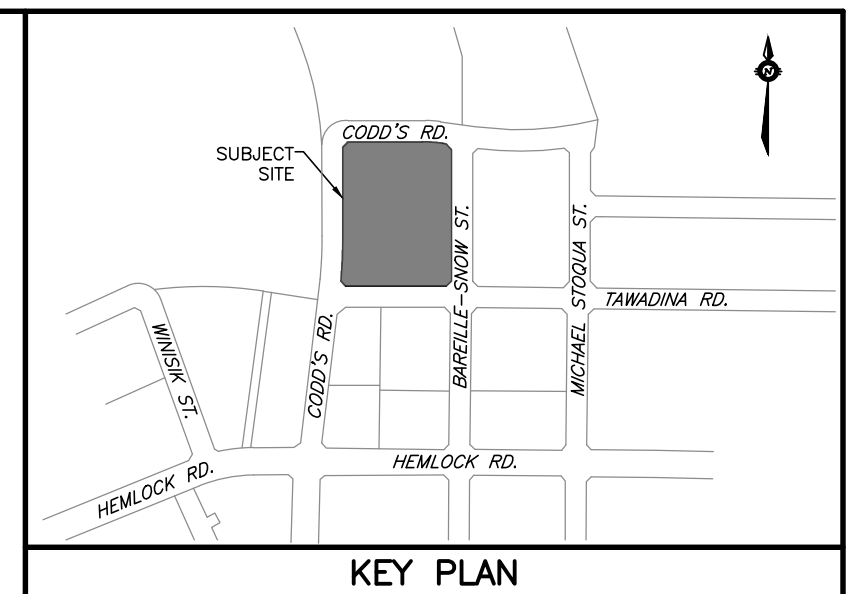 N
CODD'S RD.
SUBJECT
SITE
BAREILLE-SNOW ST.
MICHAEL STOQUA ST.
TAWADINA RD.
WINISIK ST.
CODD'S RD.
HEMLOCK RD.
HEMLOCK RD.
KEY PLAN